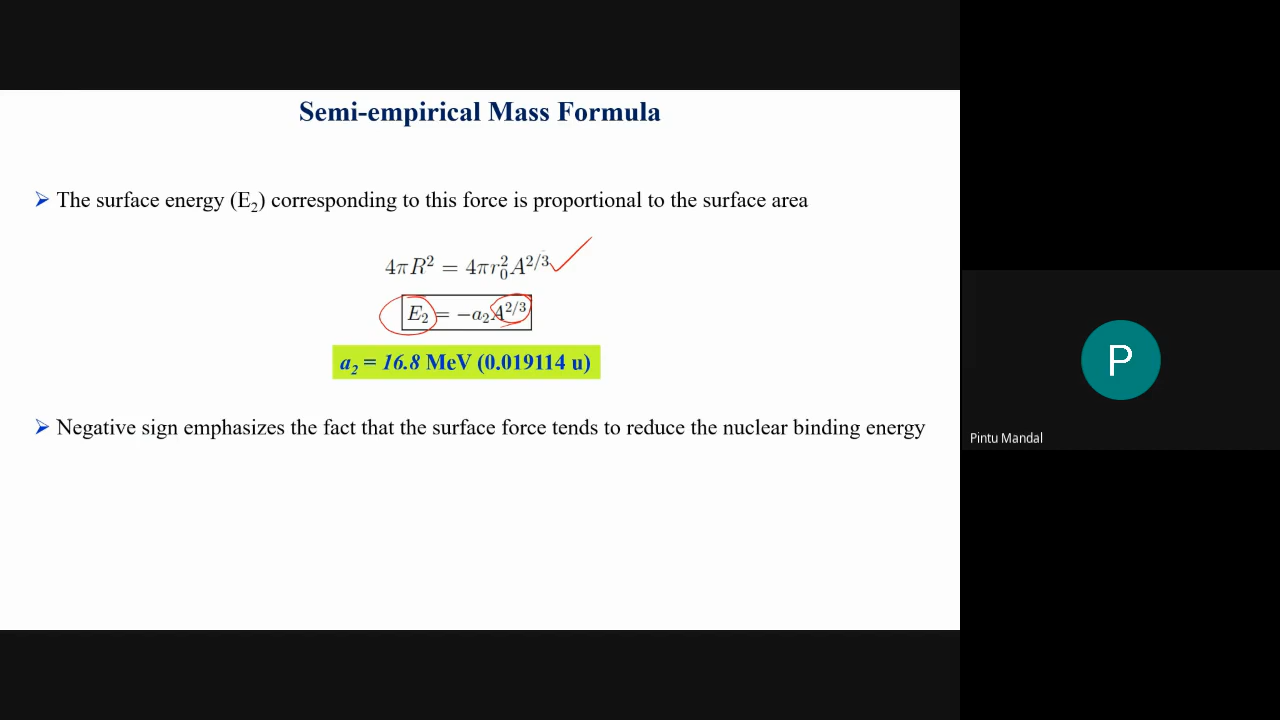 Semi-empirical Mass Formula
➢ The surface energy (E₂) corresponding to this force is proportional to the surface area
4πR² = 4πr₀²A^{2/3}
E₂ = −a₂A^{2/3}
a₂ = 16.8 MeV (0.019114 u)
➢ Negative sign emphasizes the fact that the surface force tends to reduce the nuclear binding energy
P
Pintu Mandal